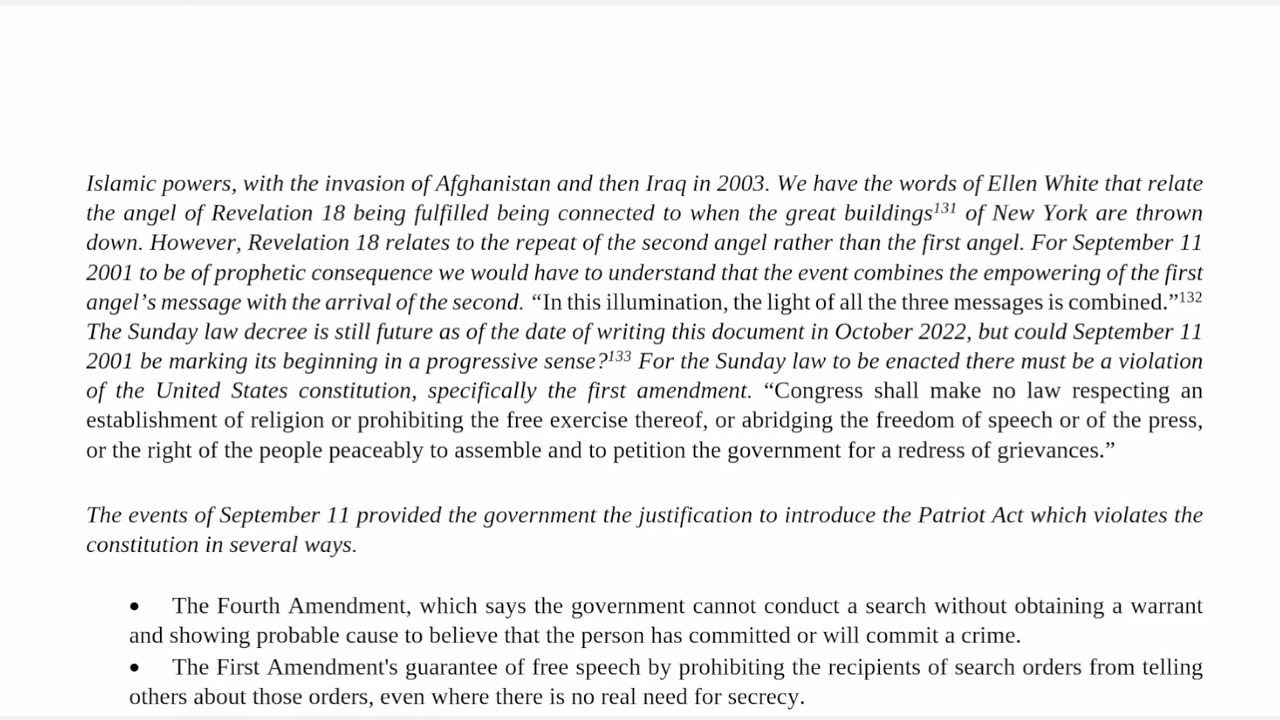 Islamic powers, with the invasion of Afghanistan and then Iraq in 2003. We have the words of Ellen White that relate
the angel of Revelation 18 being fulfilled being connected to when the great buildings131 of New York are thrown
down. However, Revelation 18 relates to the repeat of the second angel rather than the first angel. For September 11
2001 to be of prophetic consequence we would have to understand that the event combines the empowering of the first
angel’s message with the arrival of the second. “In this illumination, the light of all the three messages is combined.”132
The Sunday law decree is still future as of the date of writing this document in October 2022, but could September 11
2001 be marking its beginning in a progressive sense?133 For the Sunday law to be enacted there must be a violation
of the United States constitution, specifically the first amendment. “Congress shall make no law respecting an
establishment of religion or prohibiting the free exercise thereof, or abridging the freedom of speech or of the press,
or the right of the people peaceably to assemble and to petition the government for a redress of grievances.”
The events of September 11 provided the government the justification to introduce the Patriot Act which violates the
constitution in several ways.
• The Fourth Amendment, which says the government cannot conduct a search without obtaining a warrant
and showing probable cause to believe that the person has committed or will commit a crime.
• The First Amendment's guarantee of free speech by prohibiting the recipients of search orders from telling
others about those orders, even where there is no real need for secrecy.